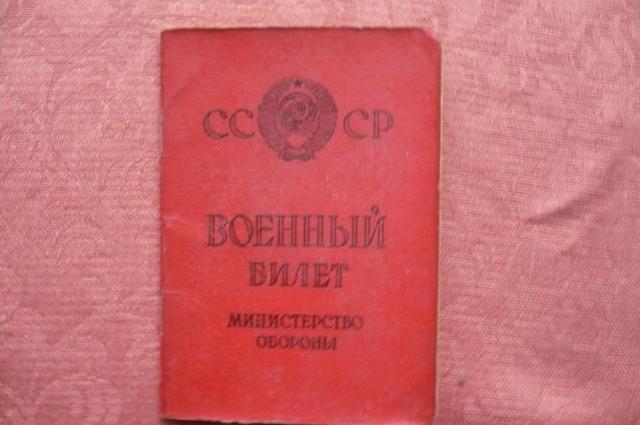 СССР
ВОЕННЫЙ
БИЛЕТ
МИНИСТЕРСТВО
ОБОРОНЫ